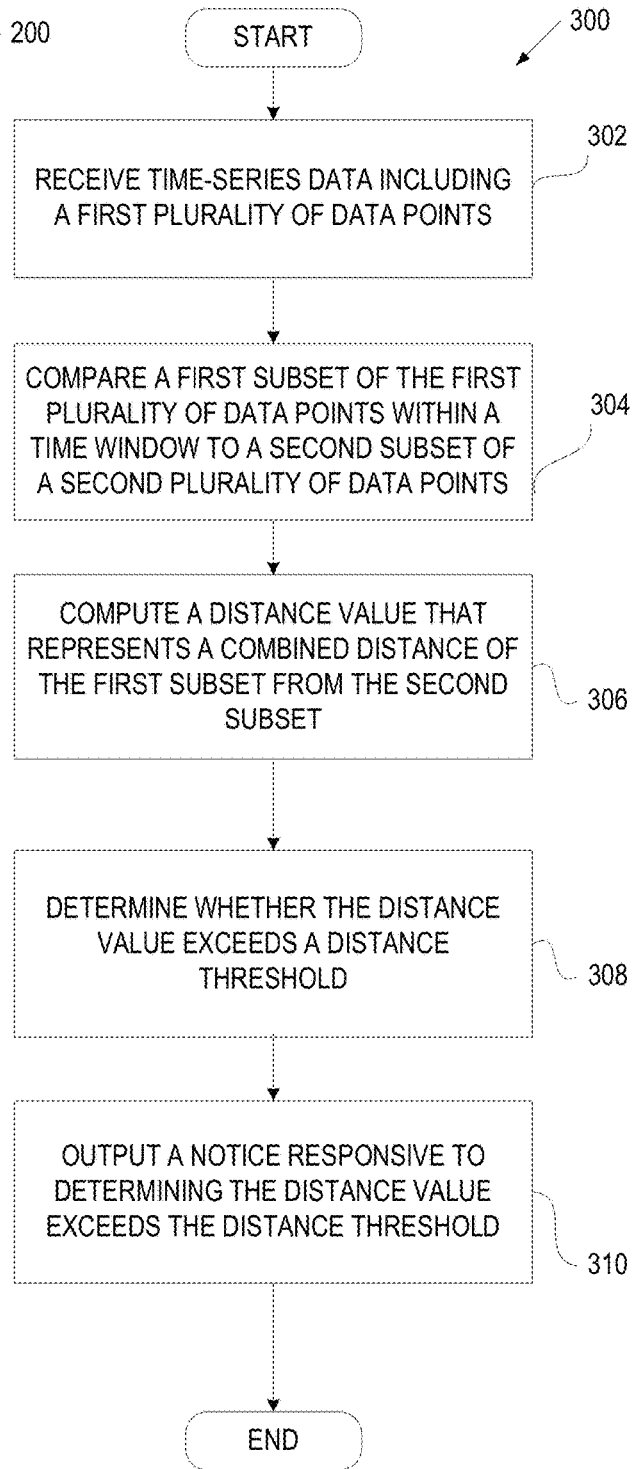 200
START
300
RECEIVE TIME-SERIES DATA INCLUDING
A FIRST PLURALITY OF DATA POINTS
302
COMPARE A FIRST SUBSET OF THE FIRST
PLURALITY OF DATA POINTS WITHIN A
TIME WINDOW TO A SECOND SUBSET OF
A SECOND PLURALITY OF DATA POINTS
304
COMPUTE A DISTANCE VALUE THAT
REPRESENTS A COMBINED DISTANCE OF
THE FIRST SUBSET FROM THE SECOND
SUBSET
306
DETERMINE WHETHER THE DISTANCE
VALUE EXCEEDS A DISTANCE
THRESHOLD
308
OUTPUT A NOTICE RESPONSIVE TO
DETERMINING THE DISTANCE VALUE
EXCEEDS THE DISTANCE THRESHOLD
310
END